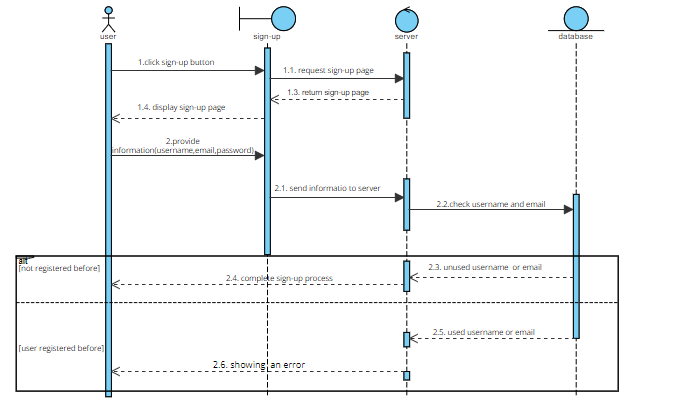 user
sign-up
server
database
1.click sign-up button
1.1. request sign-up page
1.3. return sign-up page
1.4. display sign-up page
2.provide
information(username,email,password)
2.1. send informatio to server
2.2.check username and email
alt
[not registered before]
2.3. unused username or email
2.4. complete sign-up process
2.5. used username or email
[user registered before]
2.6. showing an error